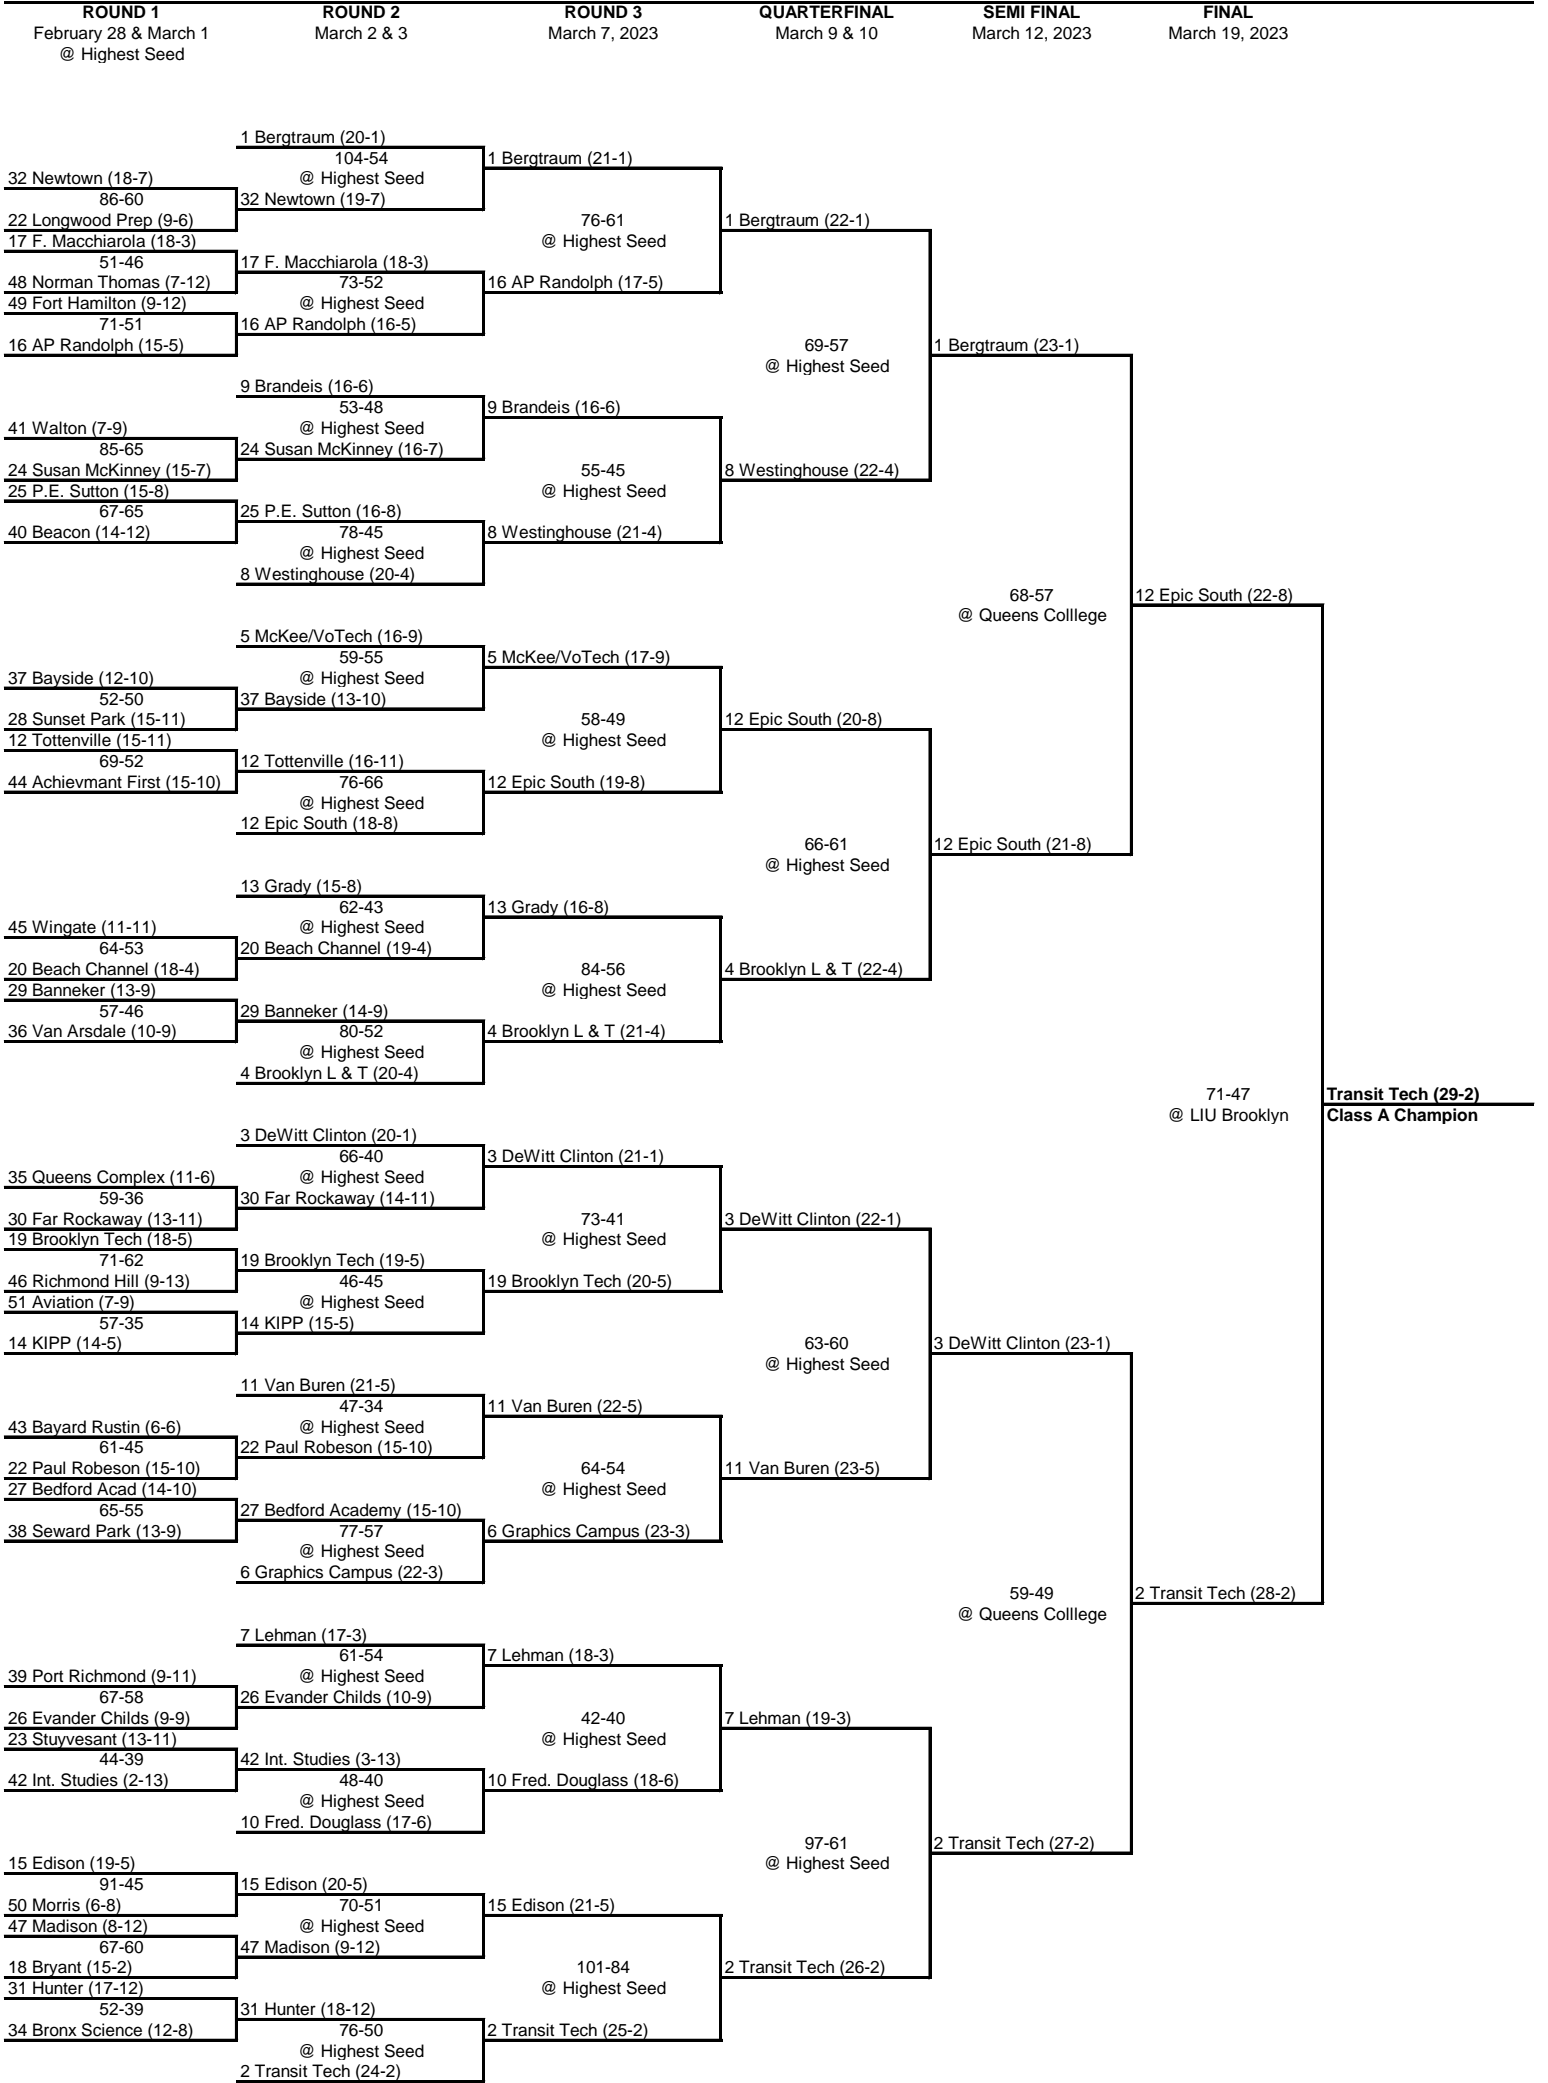 ROUND 1 ROUND 2 ROUND 3 QUARTERFINAL SEMI FINAL FINAL
February 28 & March 1 March 2 & 3 March 7, 2023 March 9 & 10 March 12, 2023 March 19, 2023
@ Highest Seed
1 Bergtraum (20-1)
104-54 1 Bergtraum (21-1)
32 Newtown (18-7) @ Highest Seed
86-60 32 Newtown (19-7)
22 Longwood Prep (9-6) 76-61 1 Bergtraum (22-1)
17 F. Macchiarola (18-3) @ Highest Seed
51-46 17 F. Macchiarola (18-3)
48 Norman Thomas (7-12) 73-52 16 AP Randolph (17-5)
49 Fort Hamilton (9-12) @ Highest Seed
71-51 16 AP Randolph (16-5)
16 AP Randolph (15-5) 69-57 1 Bergtraum (23-1)
@ Highest Seed
9 Brandeis (16-6)
53-48 9 Brandeis (16-6)
41 Walton (7-9) @ Highest Seed
85-65 24 Susan McKinney (16-7)
24 Susan McKinney (15-7) 55-45 8 Westinghouse (22-4)
25 P.E. Sutton (15-8) @ Highest Seed
67-65 25 P.E. Sutton (16-8)
40 Beacon (14-12) 78-45 8 Westinghouse (21-4)
@ Highest Seed
8 Westinghouse (20-4)
68-57 12 Epic South (22-8)
@ Queens Colllege
5 McKee/VoTech (16-9)
59-55 5 McKee/VoTech (17-9)
37 Bayside (12-10) @ Highest Seed
52-50 37 Bayside (13-10)
28 Sunset Park (15-11) 58-49 12 Epic South (20-8)
12 Tottenville (15-11) @ Highest Seed
69-52 12 Tottenville (16-11)
44 Achievmant First (15-10) 76-66 12 Epic South (19-8)
@ Highest Seed
12 Epic South (18-8)
66-61 12 Epic South (21-8)
@ Highest Seed
13 Grady (15-8)
62-43 13 Grady (16-8)
45 Wingate (11-11) @ Highest Seed
64-53 20 Beach Channel (19-4)
20 Beach Channel (18-4) 84-56 4 Brooklyn L & T (22-4)
29 Banneker (13-9) @ Highest Seed
57-46 29 Banneker (14-9)
36 Van Arsdale (10-9) 80-52 4 Brooklyn L & T (21-4)
@ Highest Seed
4 Brooklyn L & T (20-4)
71-47 Transit Tech (29-2)
@ LIU Brooklyn Class A Champion
3 DeWitt Clinton (20-1)
66-40 3 DeWitt Clinton (21-1)
35 Queens Complex (11-6) @ Highest Seed
59-36 30 Far Rockaway (14-11)
30 Far Rockaway (13-11) 73-41 3 DeWitt Clinton (22-1)
19 Brooklyn Tech (18-5) @ Highest Seed
71-62 19 Brooklyn Tech (19-5)
46 Richmond Hill (9-13) 46-45 19 Brooklyn Tech (20-5)
51 Aviation (7-9) @ Highest Seed
57-35 14 KIPP (15-5)
14 KIPP (14-5) 63-60 3 DeWitt Clinton (23-1)
@ Highest Seed
11 Van Buren (21-5)
47-34 11 Van Buren (22-5)
43 Bayard Rustin (6-6) @ Highest Seed
61-45 22 Paul Robeson (15-10)
22 Paul Robeson (15-10) 64-54 11 Van Buren (23-5)
27 Bedford Acad (14-10) @ Highest Seed
65-55 27 Bedford Academy (15-10)
38 Seward Park (13-9) 77-57 6 Graphics Campus (23-3)
@ Highest Seed
6 Graphics Campus (22-3)
59-49 2 Transit Tech (28-2)
@ Queens Colllege
7 Lehman (17-3)
61-54 7 Lehman (18-3)
39 Port Richmond (9-11) @ Highest Seed
67-58 26 Evander Childs (10-9)
26 Evander Childs (9-9) 42-40 7 Lehman (19-3)
23 Stuyvesant (13-11) @ Highest Seed
44-39 42 Int. Studies (3-13)
42 Int. Studies (2-13) 48-40 10 Fred. Douglass (18-6)
@ Highest Seed
10 Fred. Douglass (17-6)
97-61 2 Transit Tech (27-2)
15 Edison (19-5) @ Highest Seed
91-45 15 Edison (20-5)
50 Morris (6-8) 70-51 15 Edison (21-5)
47 Madison (8-12) @ Highest Seed
67-60 47 Madison (9-12)
18 Bryant (15-2) 101-84 2 Transit Tech (26-2)
31 Hunter (17-12) @ Highest Seed
52-39 31 Hunter (18-12)
34 Bronx Science (12-8) 76-50 2 Transit Tech (25-2)
@ Highest Seed
2 Transit Tech (24-2)